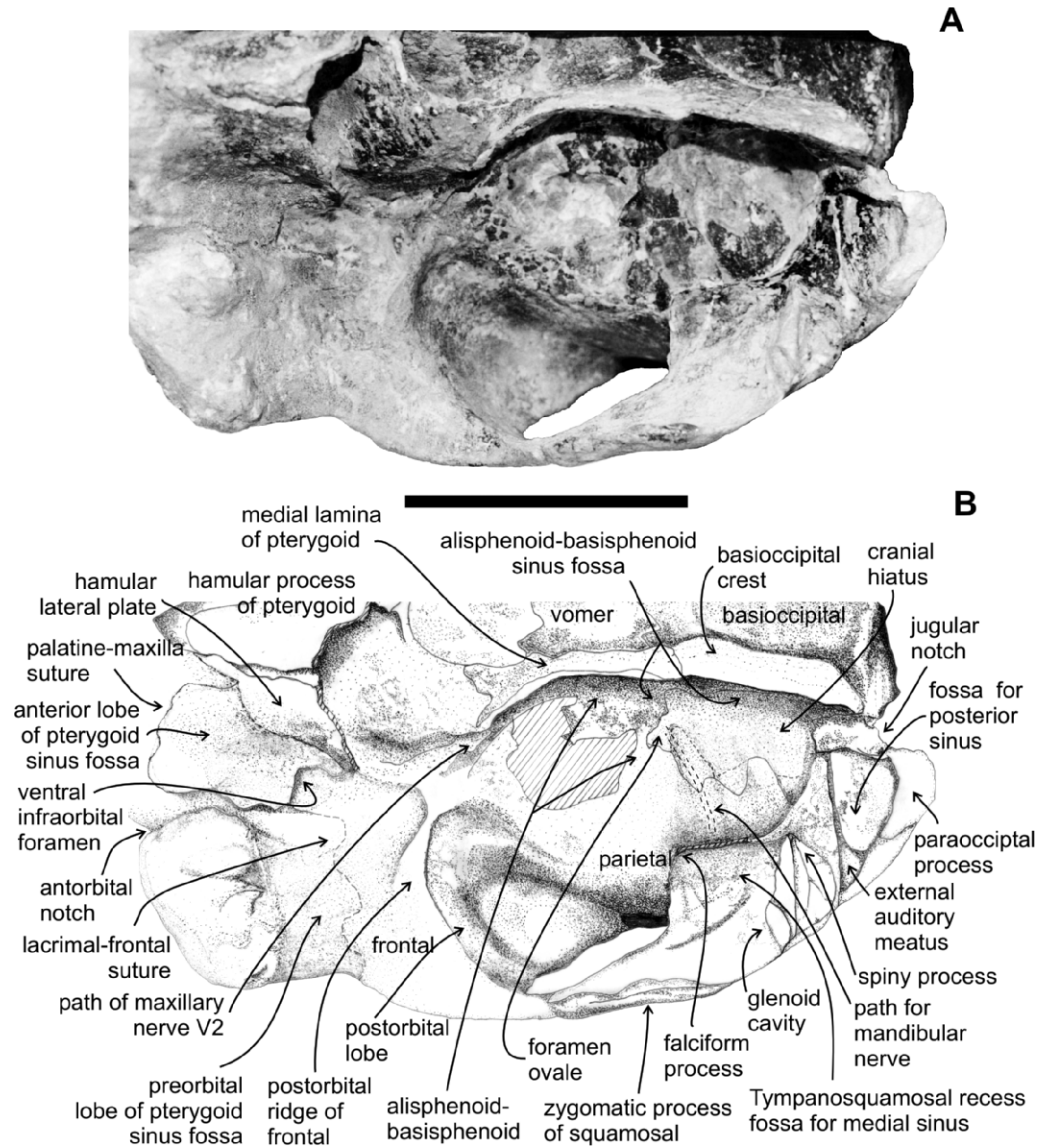 A
B
medial lamina
of pterygoid
alisphenoid-basisphenoid
sinus fossa
basioccipital
crest
cranial
hiatus
hamular
lateral plate
hamular process
of pterygoid
vomer
basioccipital
jugular
notch
palatine-maxilla
suture
fossa for
posterior
sinus
anterior lobe
of pterygoid
sinus fossa
ventral
infraorbital
foramen
parietal
paraocciptal
process
antorbital
notch
external
auditory
meatus
lacrimal-frontal
suture
frontal
spiny process
path of maxillary
nerve V2
postorbital
lobe
foramen
ovale
falciform
process
glenoid
cavity
path for
mandibular
nerve
preorbital
lobe of pterygoid
sinus fossa
postorbital
ridge of
frontal
alisphenoid-
basisphenoid
zygomatic process
of squamosal
Tympanosquamosal recess
fossa for medial sinus